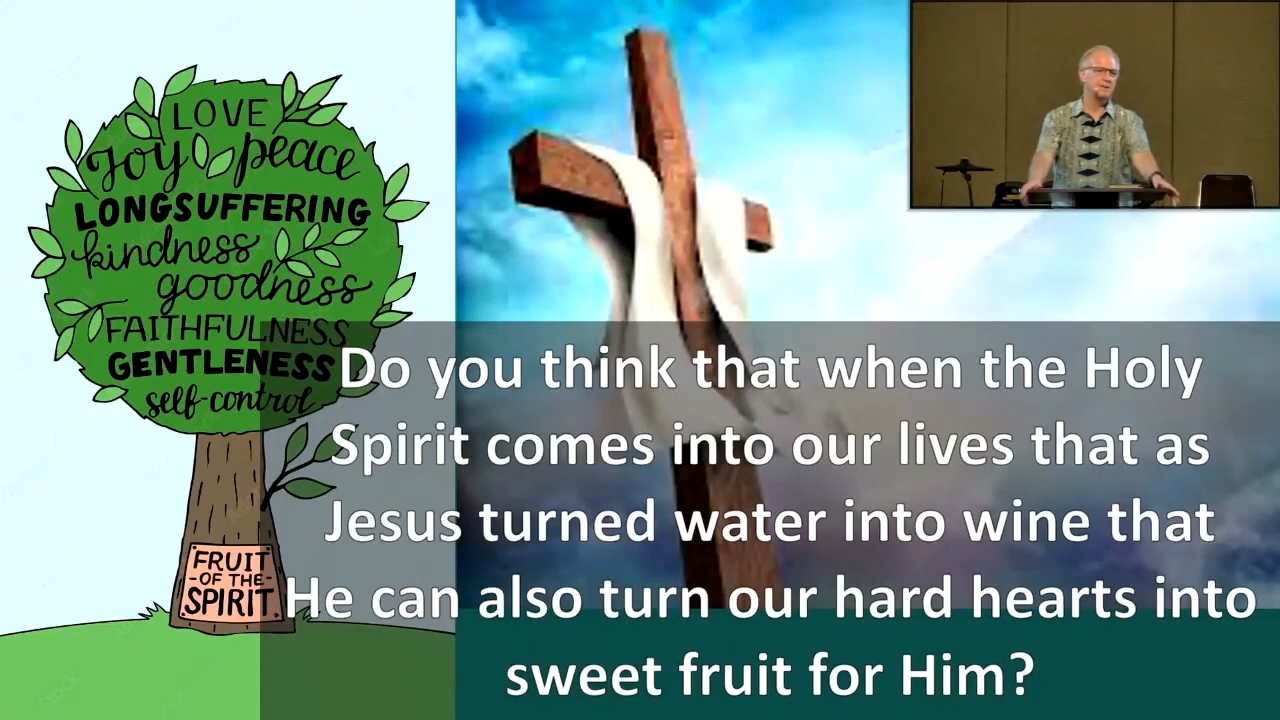 LOVE
Joy peace
LONGSUFFERING
kindness
goodness
FAITHFULNESS
GENTLENESS
self-control
FRUIT
-OF THE-
SPIRIT
Do you think that when the Holy
Spirit comes into our lives that as
Jesus turned water into wine that
He can also turn our hard hearts into
sweet fruit for Him?